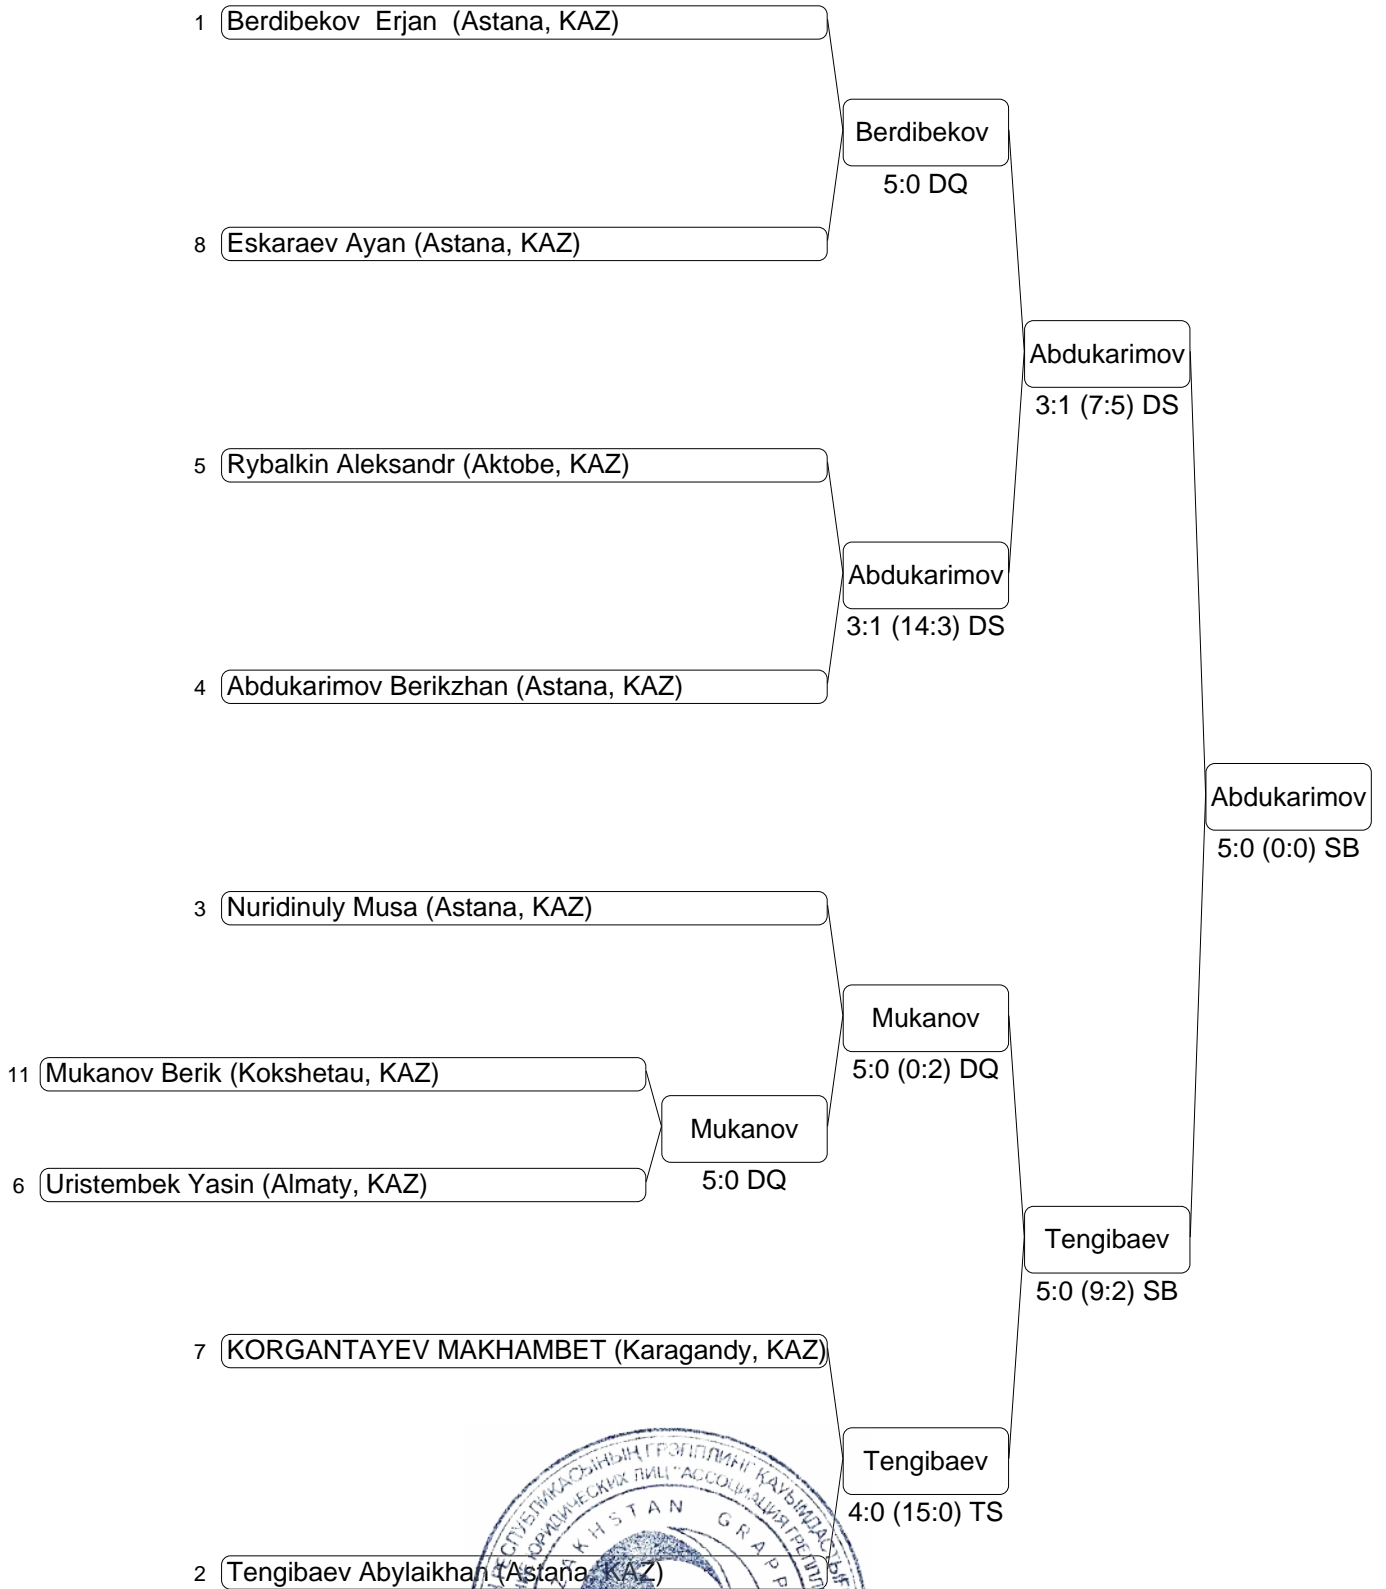 1 Berdibekov Erjan (Astana, KAZ)
Berdibekov
5:0 DQ
8 Eskaraev Ayan (Astana, KAZ)
Abdukarimov
3:1 (7:5) DS
5 Rybalkin Aleksandr (Aktobe, KAZ)
Abdukarimov
3:1 (14:3) DS
4 Abdukarimov Berikzhan (Astana, KAZ)
Abdukarimov
5:0 (0:0) SB
3 Nuridinuly Musa (Astana, KAZ)
Mukanov
5:0 (0:2) DQ
11 Mukanov Berik (Kokshetau, KAZ)
Mukanov
5:0 DQ
6 Uristembek Yasin (Almaty, KAZ)
Tengibaev
5:0 (9:2) SB
7 KORGANTAYEV MAKHAMBET (Karagandy, KAZ)
Tengibaev
4:0 (15:0) TS
2 Tengibaev Abylaikhan (Astana, KAZ)